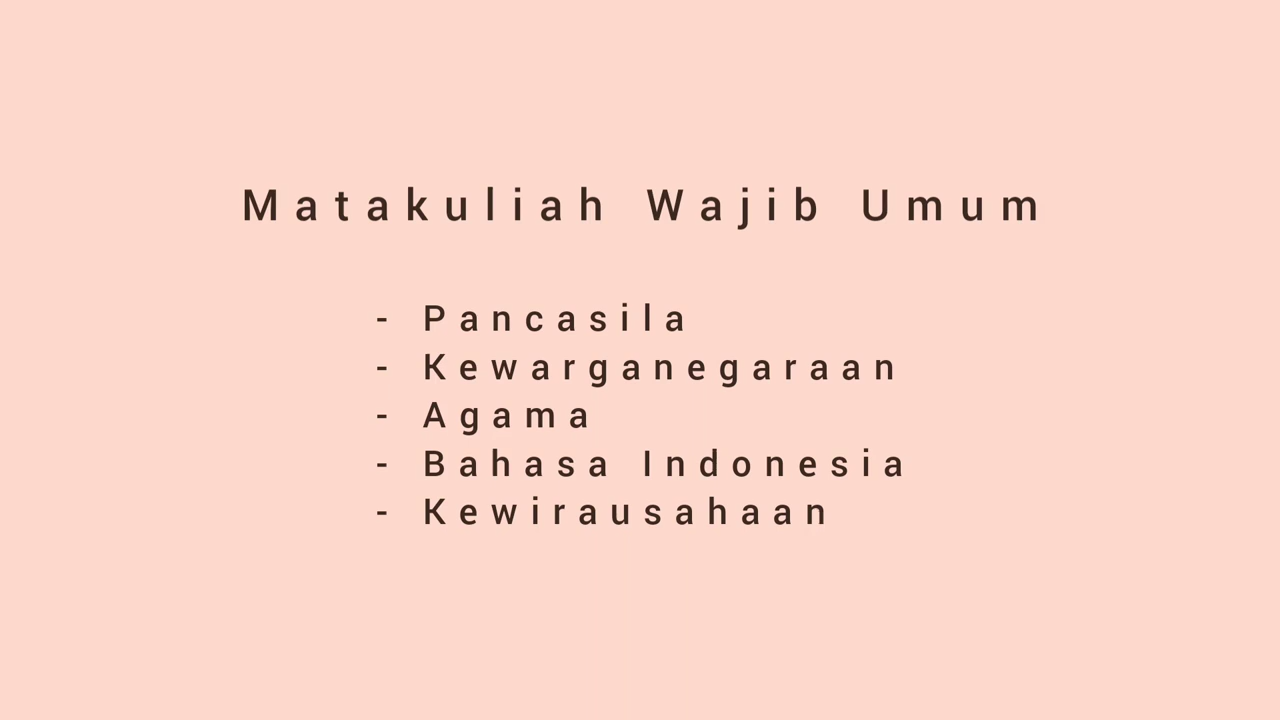 Matakuliah Wajib Umum
- Pancasila
- Kewarganegaraan
- Agama
- Bahasa Indonesia
- Kewirausahaan